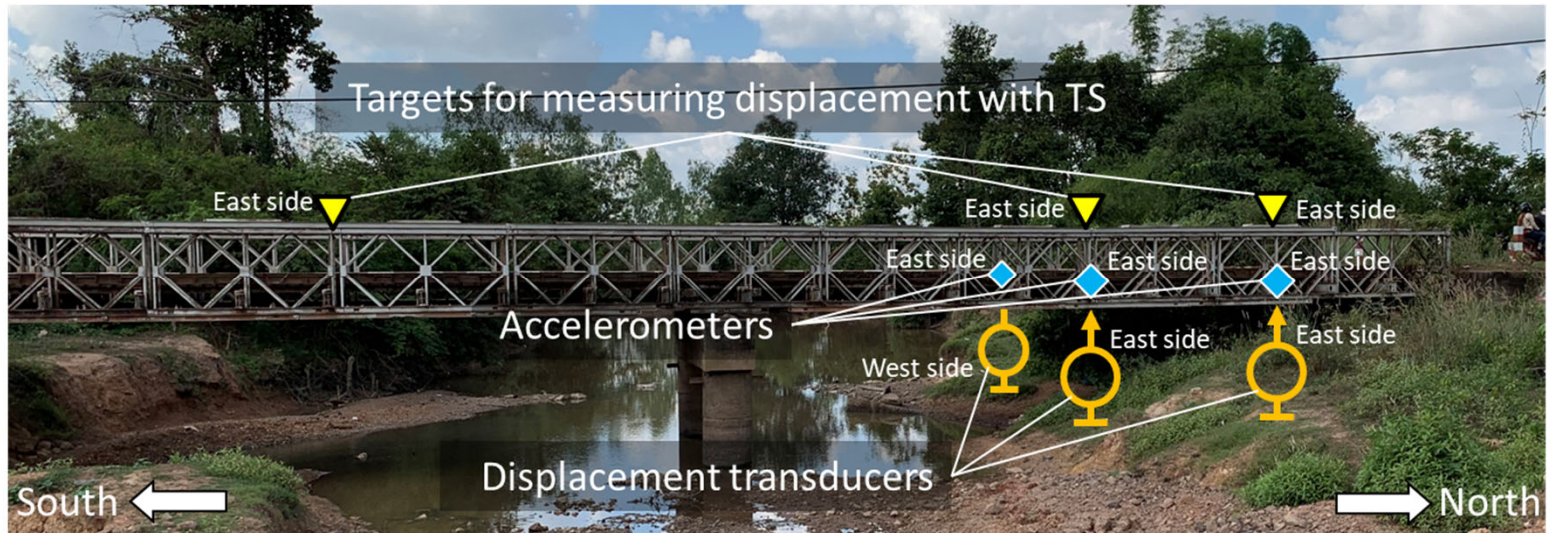 Targets for measuring displacement with TS
East side
East side
East side
East side
East side
East side
Accelerometers
East side
East side
West side
Displacement transducers
South
North